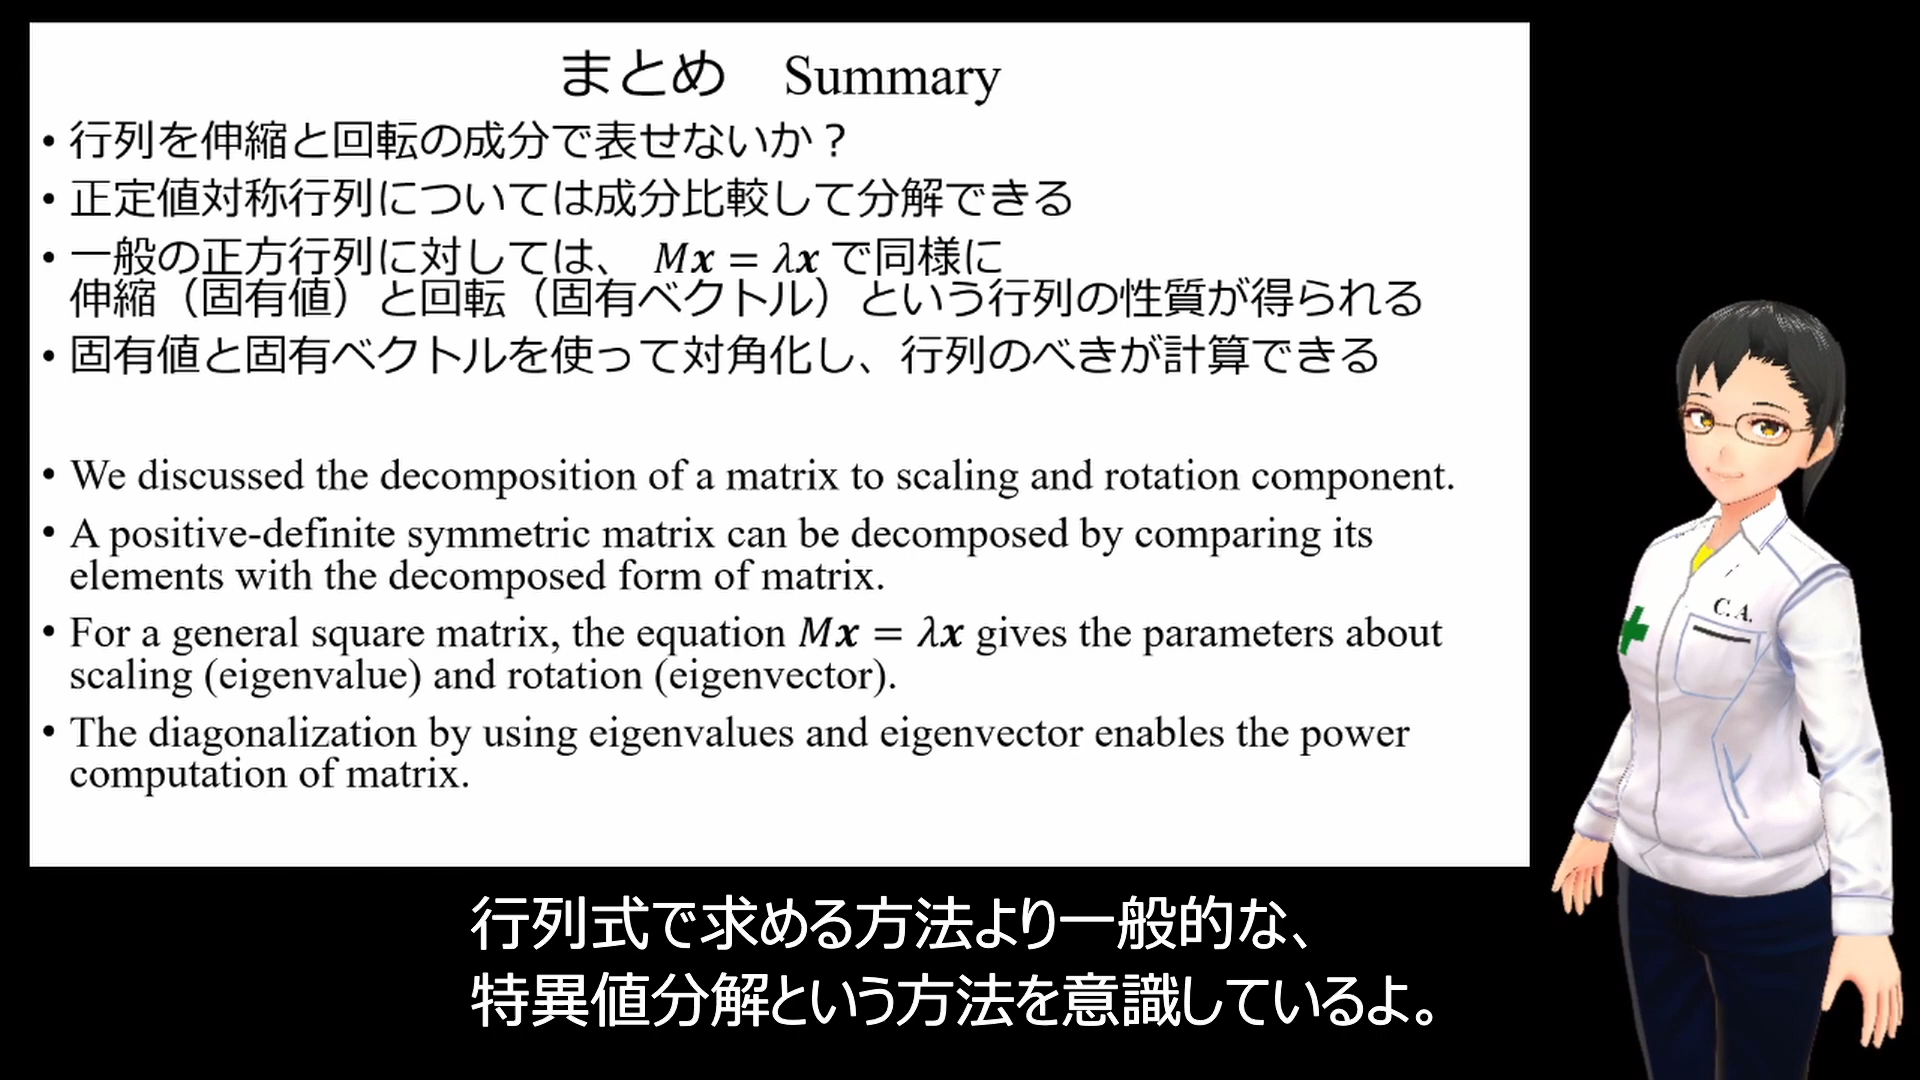 まとめ　Summary
• 行列を伸縮と回転の成分で表せないか？
• 正定値対称行列については成分比較して分解できる
• 一般の正方行列に対しては、 Mx = λx で同様に
伸縮（固有値）と回転（固有ベクトル）という行列の性質が得られる
• 固有値と固有ベクトルを使って対角化し、行列のべきが計算できる
• We discussed the decomposition of a matrix to scaling and rotation component.
• A positive-definite symmetric matrix can be decomposed by comparing its
elements with the decomposed form of matrix.
• For a general square matrix, the equation Mx = λx gives the parameters about
scaling (eigenvalue) and rotation (eigenvector).
• The diagonalization by using eigenvalues and eigenvector enables the power
computation of matrix.
C.A.
行列式で求める方法より一般的な、
特異値分解という方法を意識しているよ。